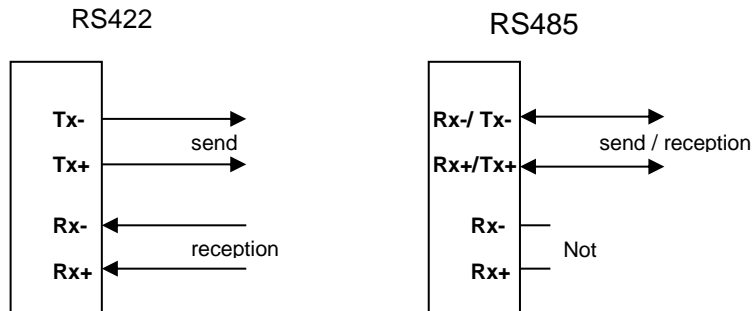 RS422
Tx-
send
Tx+
Rx-
reception
Rx+
RS485
Rx-/ Tx-
send / reception
Rx+/Tx+
Rx-
Not
Rx+